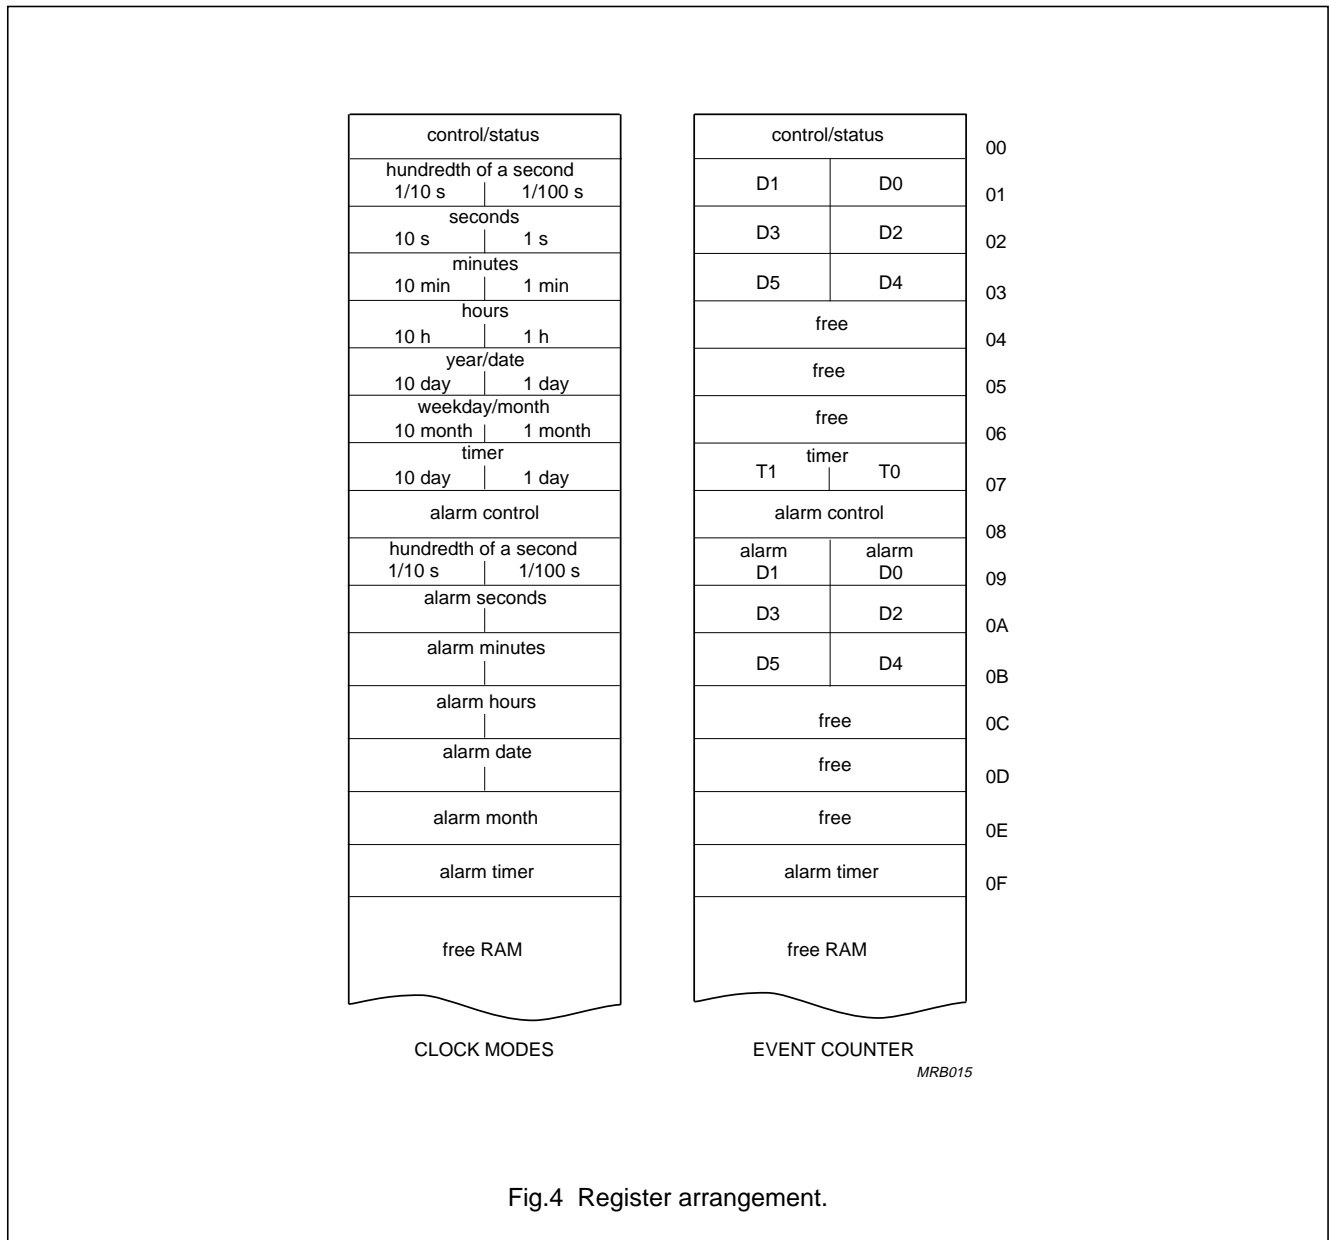 control/status control/status 00
hundredth of a second
1/10 s 1/100 s D1 D0 01
seconds
10 s 1 s D3 D2 02
minutes
10 min 1 min D5 D4 03
hours
10 h 1 h free 04
year/date
10 day 1 day free 05
weekday/month
10 month 1 month free 06
timer timer
10 day 1 day T1 T0 07
alarm control alarm control 08
hundredth of a second alarm alarm
1/10 s 1/100 s D1 D0 09
alarm seconds D3 D2 0A
alarm minutes D5 D4 0B
alarm hours free 0C
alarm date free 0D
alarm month free 0E
alarm timer alarm timer 0F
free RAM free RAM
CLOCK MODES EVENT COUNTER
MRB015
Fig.4 Register arrangement.